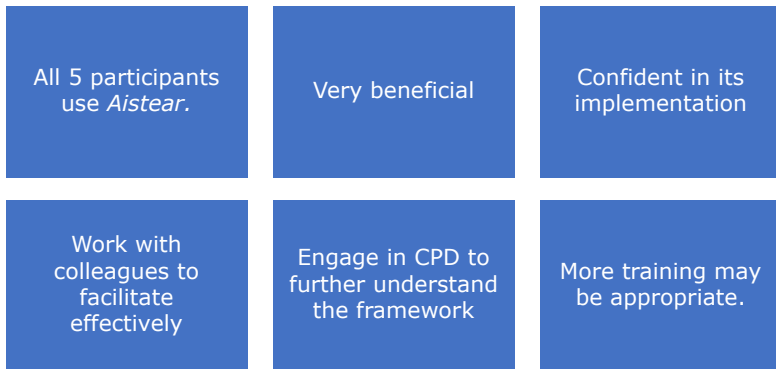 All 5 participants
use Aistear.
Very beneficial
Confident in its
implementation
Work with
colleagues to
facilitate
effectively
Engage in CPD to
further understand
the framework
More training may
be appropriate.